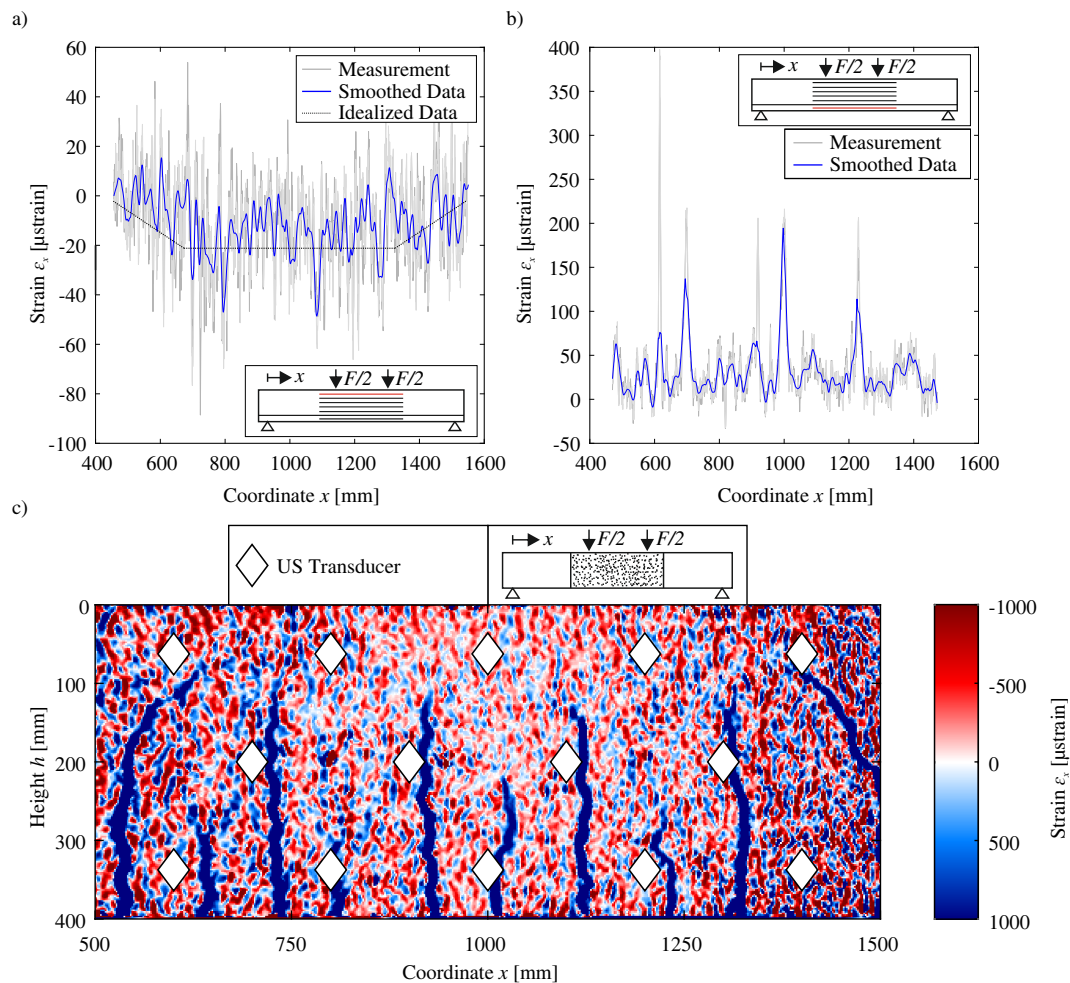 a)
60
40
20
0
-20
-40
-60
-80
-100
400 600 800 1000 1200 1400 1600
Strain εx [µstrain]
Coordinate x [mm]
Measurement
Smoothed Data
Idealized Data
x F/2 F/2
b)
400
350
300
250
200
150
100
50
0
-50
400 600 800 1000 1200 1400 1600
Strain εx [µstrain]
Coordinate x [mm]
x F/2 F/2
Measurement
Smoothed Data
c)
US Transducer
x F/2 F/2
0
100
200
300
400
Height h [mm]
500 750 1000 1250 1500
Coordinate x [mm]
-1000
-500
0
500
1000
Strain εx [µstrain]